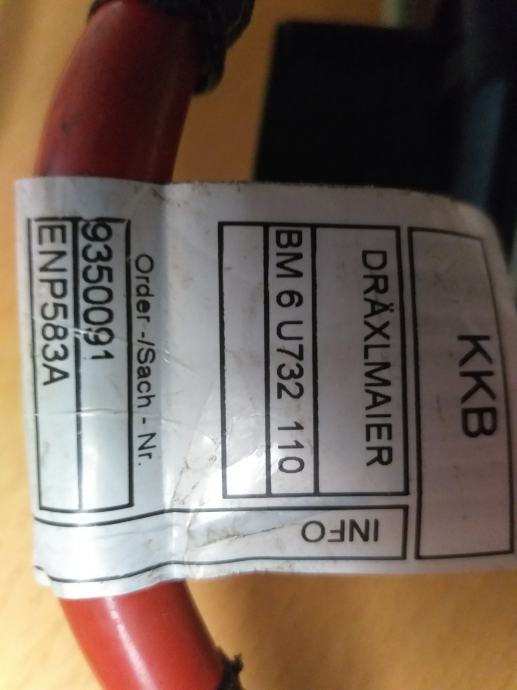 KKB
DRÄXLMAIER
BM 6 U732 110
INFO
Order -/Sach - Nr.
9350091
ENP583A